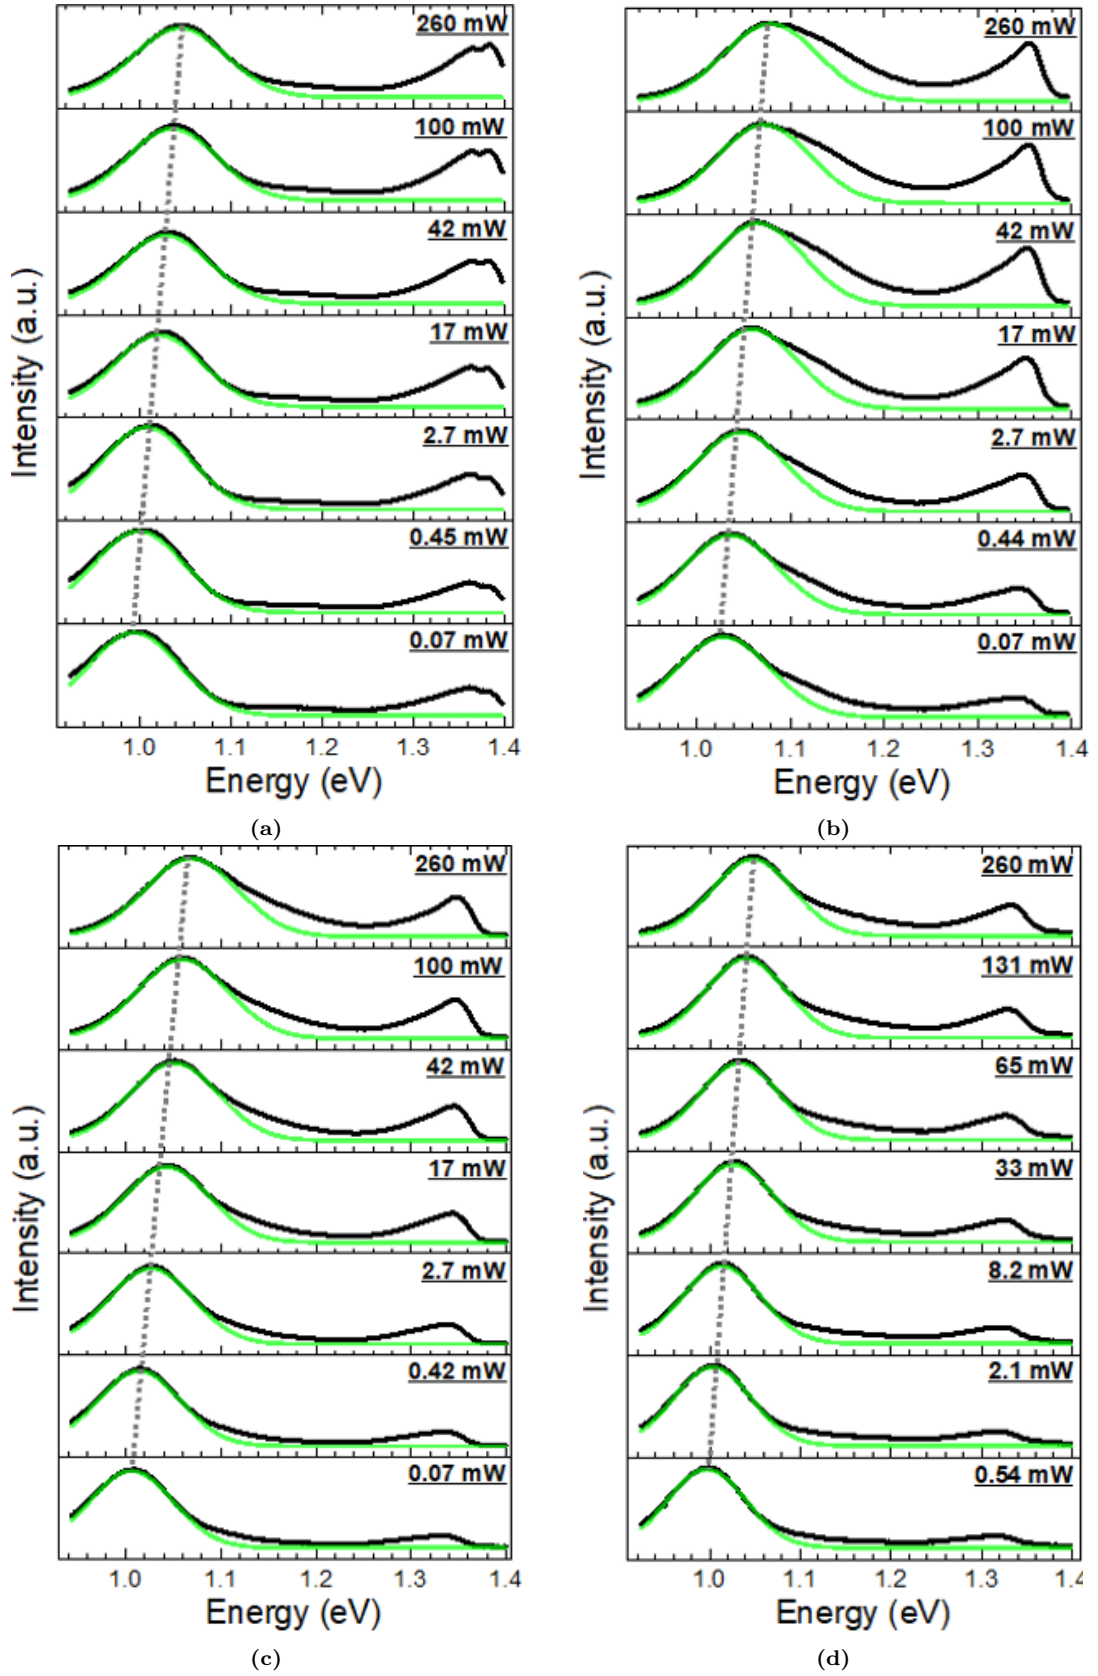 260 mW
100 mW
42 mW
17 mW
2.7 mW
0.45 mW
0.07 mW
Intensity (a.u.)
1.0 1.1 1.2 1.3 1.4
Energy (eV)
(a)
260 mW
100 mW
42 mW
17 mW
2.7 mW
0.44 mW
0.07 mW
Intensity (a.u.)
1.0 1.1 1.2 1.3 1.4
Energy (eV)
(b)
260 mW
100 mW
42 mW
17 mW
2.7 mW
0.42 mW
0.07 mW
Intensity (a.u.)
1.0 1.1 1.2 1.3 1.4
Energy (eV)
(c)
260 mW
131 mW
65 mW
33 mW
8.2 mW
2.1 mW
0.54 mW
Intensity (a.u.)
1.0 1.1 1.2 1.3 1.4
Energy (eV)
(d)